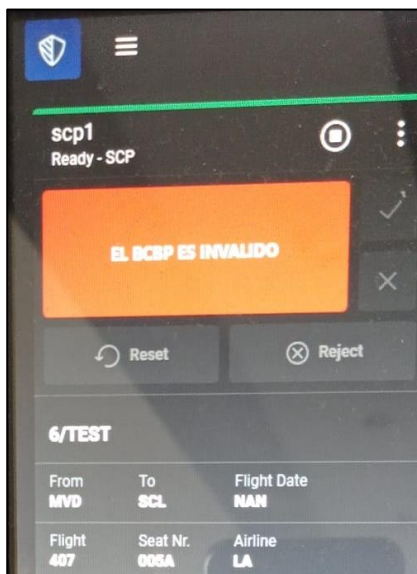 scp1
Ready - SCP
EL BCBP ES INVALIDO
Reset Reject
6/TEST
From To Flight Date
MVD SCL NAN
Flight Seat Nr. Airline
407 005A LA